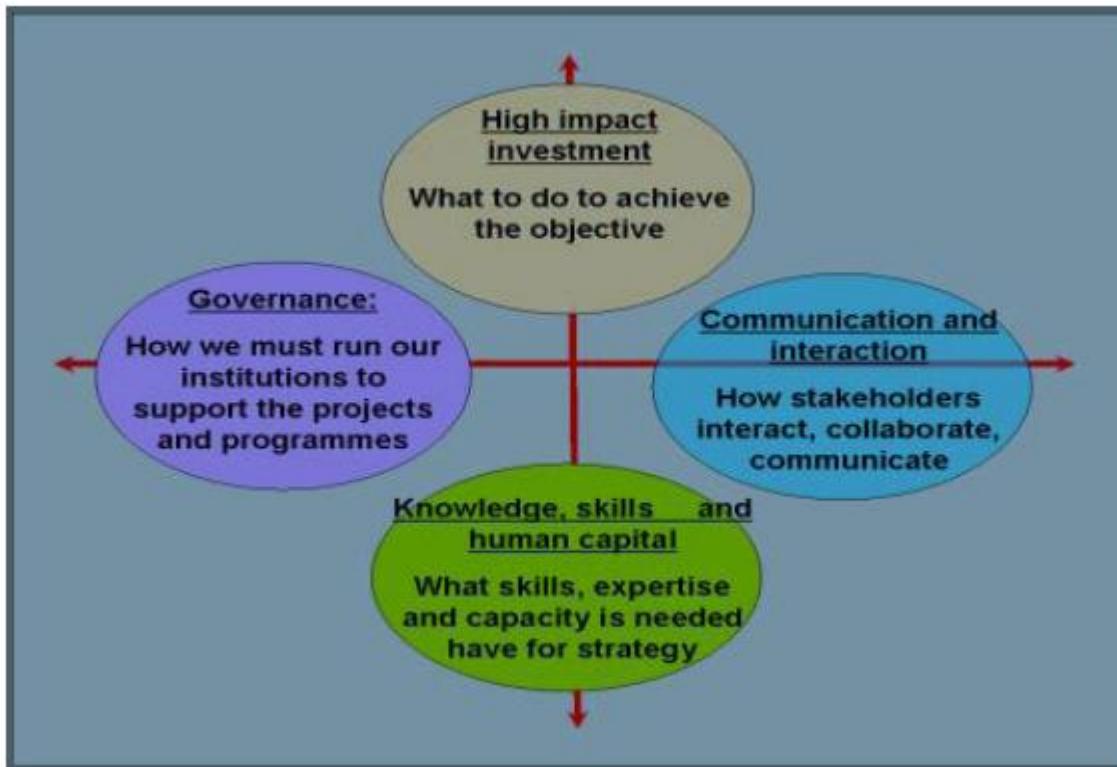 High impact
investment
What to do to achieve
the objective
Governance:
How we must run our
institutions to
support the projects
and programmes
Communication and
interaction
How stakeholders
interact, collaborate,
communicate
Knowledge, skills and
human capital
What skills, expertise
and capacity is needed
have for strategy